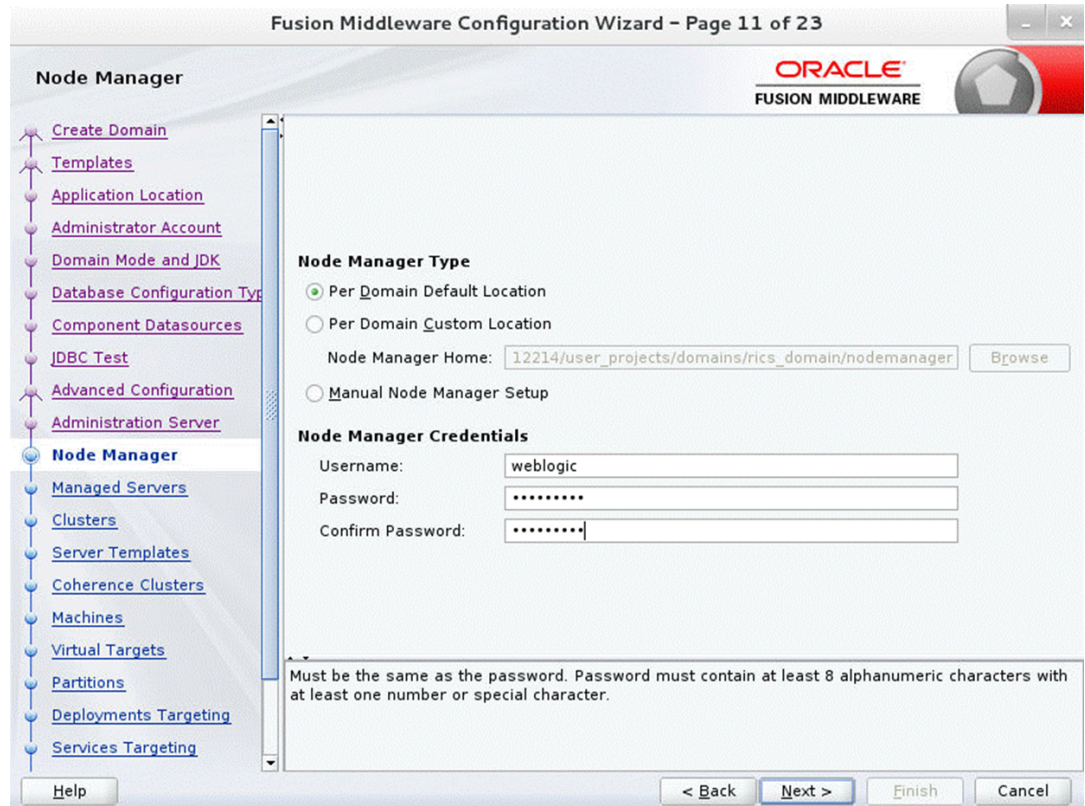 Fusion Middleware Configuration Wizard – Page 11 of 23
Node Manager
ORACLE
FUSION MIDDLEWARE
Create Domain
Templates
Application Location
Administrator Account
Domain Mode and JDK
Database Configuration Typ
Component Datasources
JDBC Test
Advanced Configuration
Administration Server
Node Manager
Managed Servers
Clusters
Server Templates
Coherence Clusters
Machines
Virtual Targets
Partitions
Deployments Targeting
Services Targeting
Node Manager Type
Per Domain Default Location
Per Domain Custom Location
Node Manager Home: 12214/user_projects/domains/rics_domain/nodemanager Browse
Manual Node Manager Setup
Node Manager Credentials
Username: weblogic
Password: •••••••••
Confirm Password: •••••••••
Must be the same as the password. Password must contain at least 8 alphanumeric characters with
at least one number or special character.
Help < Back Next > Finish Cancel